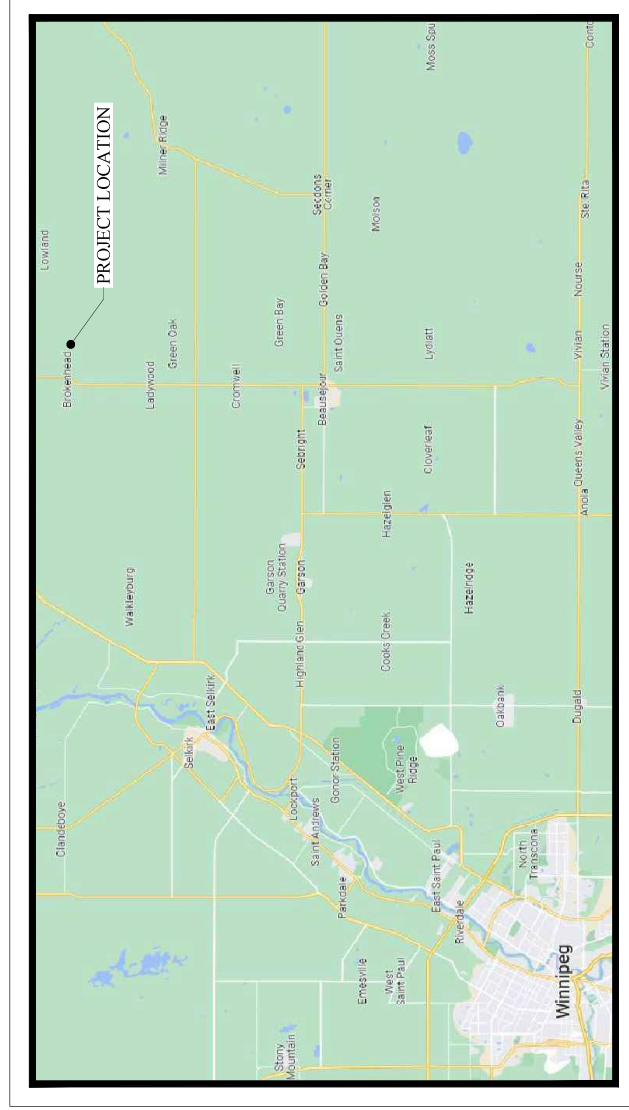 Lowland
Clandeboye
Brokenhead
PROJECT LOCATION
Walkleyburg
Ladywood
Milner Ridge
Green Oak
Selkirk
East Selkirk
Cromwell
Stony
Mountain
Garson
Quarry Station
Green Bay
Lockport
Highland Glen
Garson
Sebright
Saint Andrews
Beausejour
Golden Bay
Seddons
Corner
Gonor Station
Saint Ouens
Parkdale
Ernesville
Molson
Cooks Creek
Hazelglen
West
Saint Paul
West Pine
Ridge
Cloverleaf
Lydiatt
Moss Spu
East Saint Paul
Riverdale
Hazelridge
Oakbank
North
Transcona
Winnipeg
Dugald
Anola
Queens Valley
Vivian
Nourse
Ste. Rita
Vivian Station